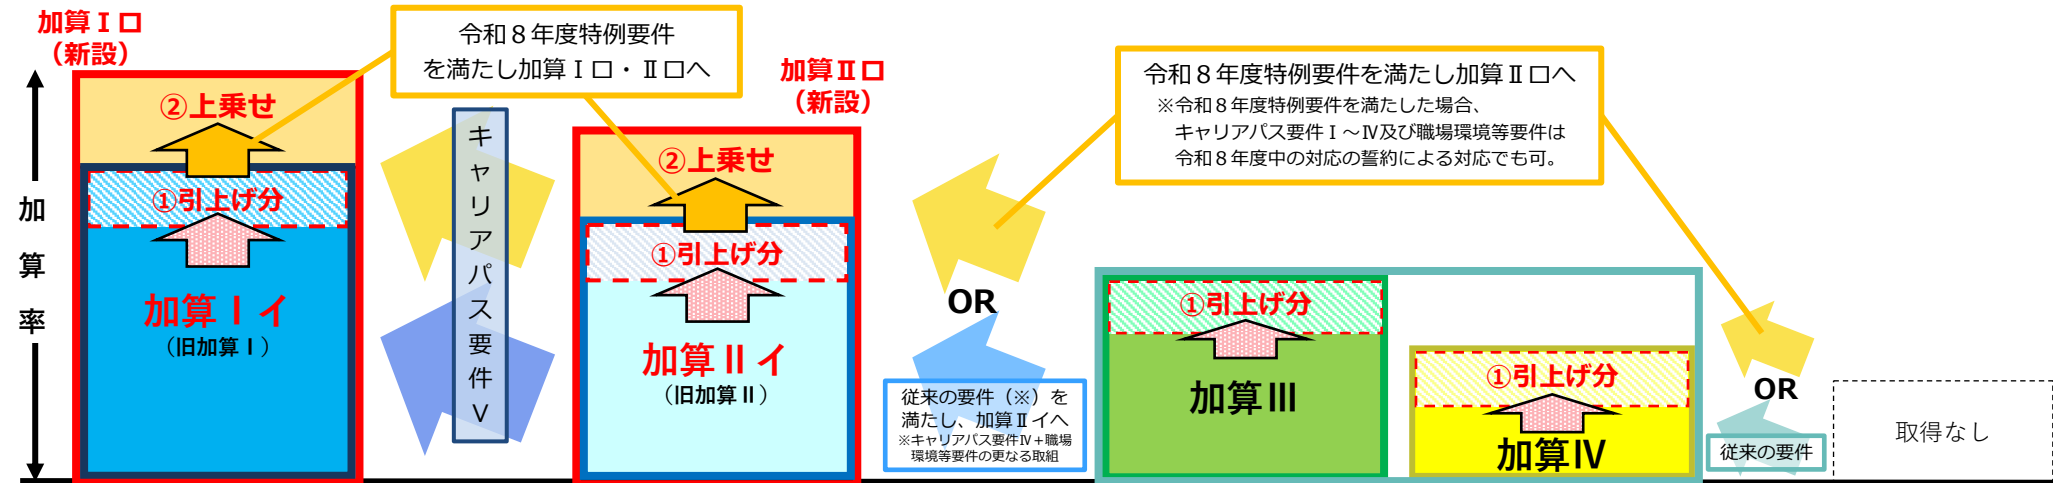 加算Ⅰロ
（新設）
令和８年度特例要件
を満たし加算Ⅰロ・Ⅱロへ
加算Ⅱロ
（新設）
令和８年度特例要件を満たし加算Ⅱロへ
※令和８年度特例要件を満たした場合、
キャリアパス要件Ⅰ～Ⅳ及び職場環境等要件は
令和８年度中の対応の誓約による対応でも可。
加算率
②上乗せ
①引上げ分
加算Ⅰイ
（旧加算Ⅰ）
キャリアパス要件Ⅴ
②上乗せ
①引上げ分
加算Ⅱイ
（旧加算Ⅱ）
OR
従来の要件（※）を
満たし、加算Ⅱイへ
※キャリアパス要件Ⅳ＋職場
環境等要件の更なる取組
①引上げ分
加算Ⅲ
①引上げ分
加算Ⅳ
OR
従来の要件
取得なし